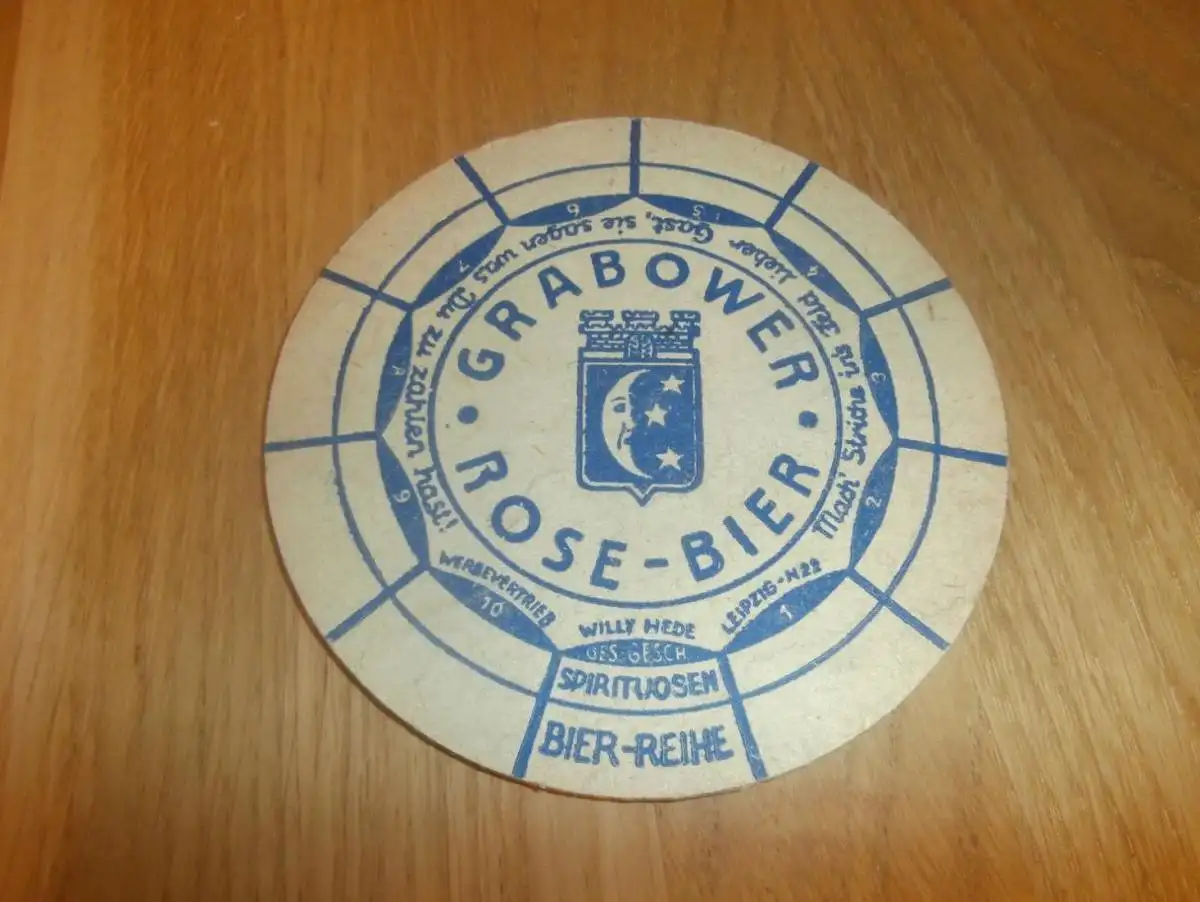 GRABOWER
ROSE-BIER
Mach' Striche ins Feld lieber Gast, sie sagen was Du zu zahlen hast!
WERBEVERTRIEB
WILLY HEDE
LEIPZIG-N22
GES. GESCH.
SPIRITUOSEN
BIER-REIHE
1
2
3
4
5
6
7
8
9
10